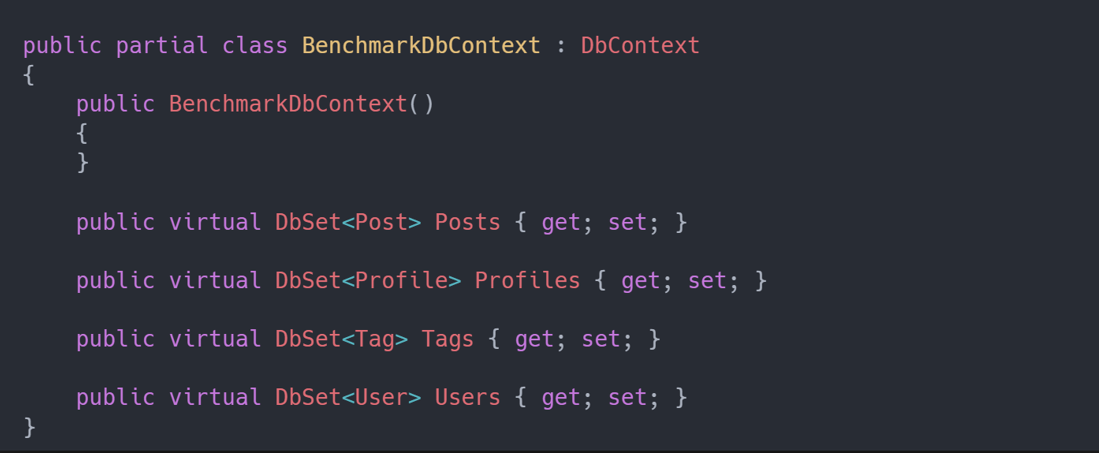 public partial class BenchmarkDbContext : DbContext
{
    public BenchmarkDbContext()
    {
    }

    public virtual DbSet<Post> Posts { get; set; }

    public virtual DbSet<Profile> Profiles { get; set; }

    public virtual DbSet<Tag> Tags { get; set; }

    public virtual DbSet<User> Users { get; set; }
}